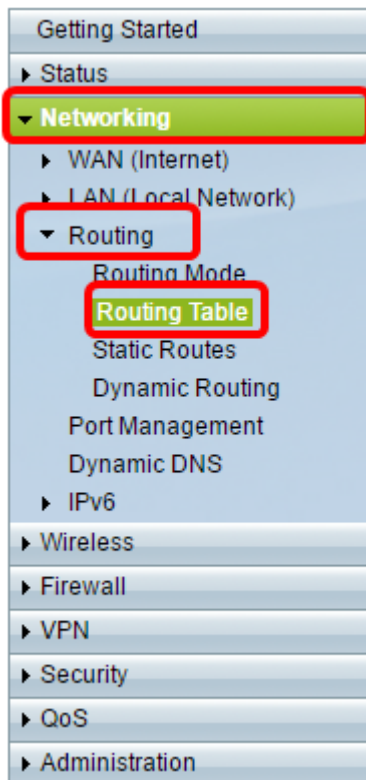 Getting Started
Status
Networking
WAN (Internet)
LAN (Local Network)
Routing
Routing Mode
Routing Table
Static Routes
Dynamic Routing
Port Management
Dynamic DNS
IPv6
Wireless
Firewall
VPN
Security
QoS
Administration